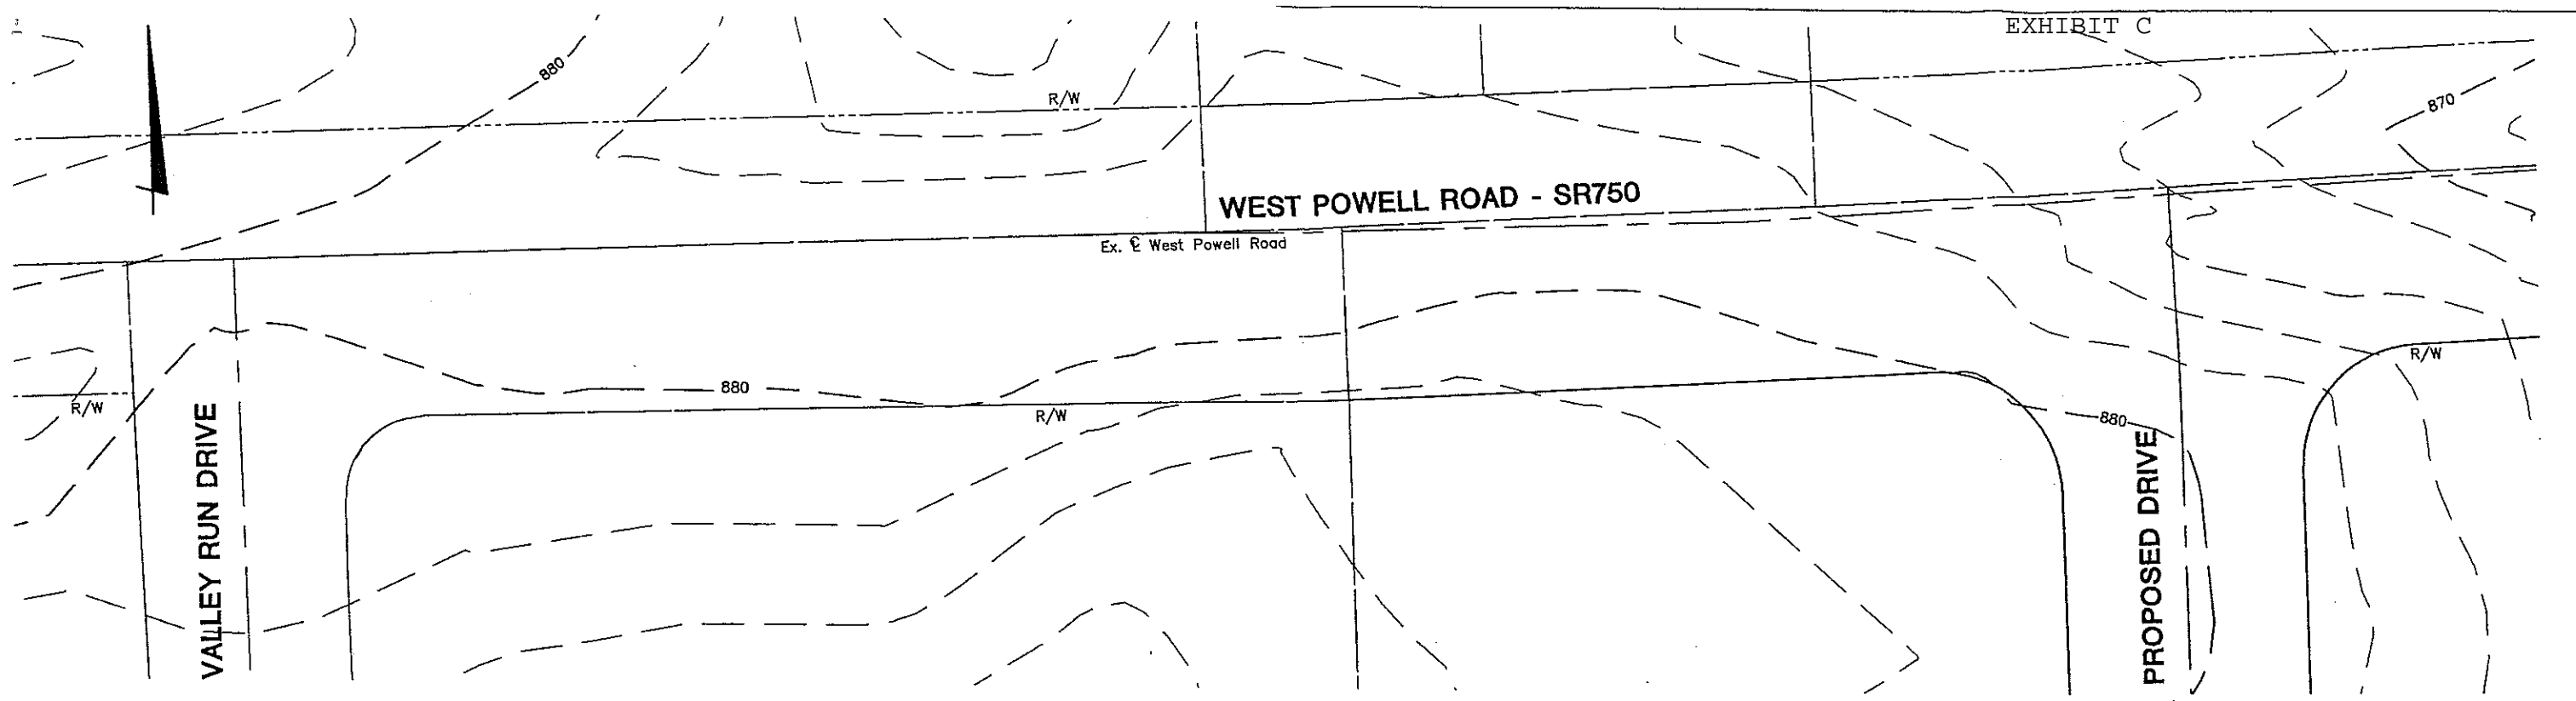 EXHIBIT C
880
R/W
870
WEST POWELL ROAD - SR750
Ex. ℄ West Powell Road
R/W
880
R/W
R/W
880
VALLEY RUN DRIVE
PROPOSED DRIVE